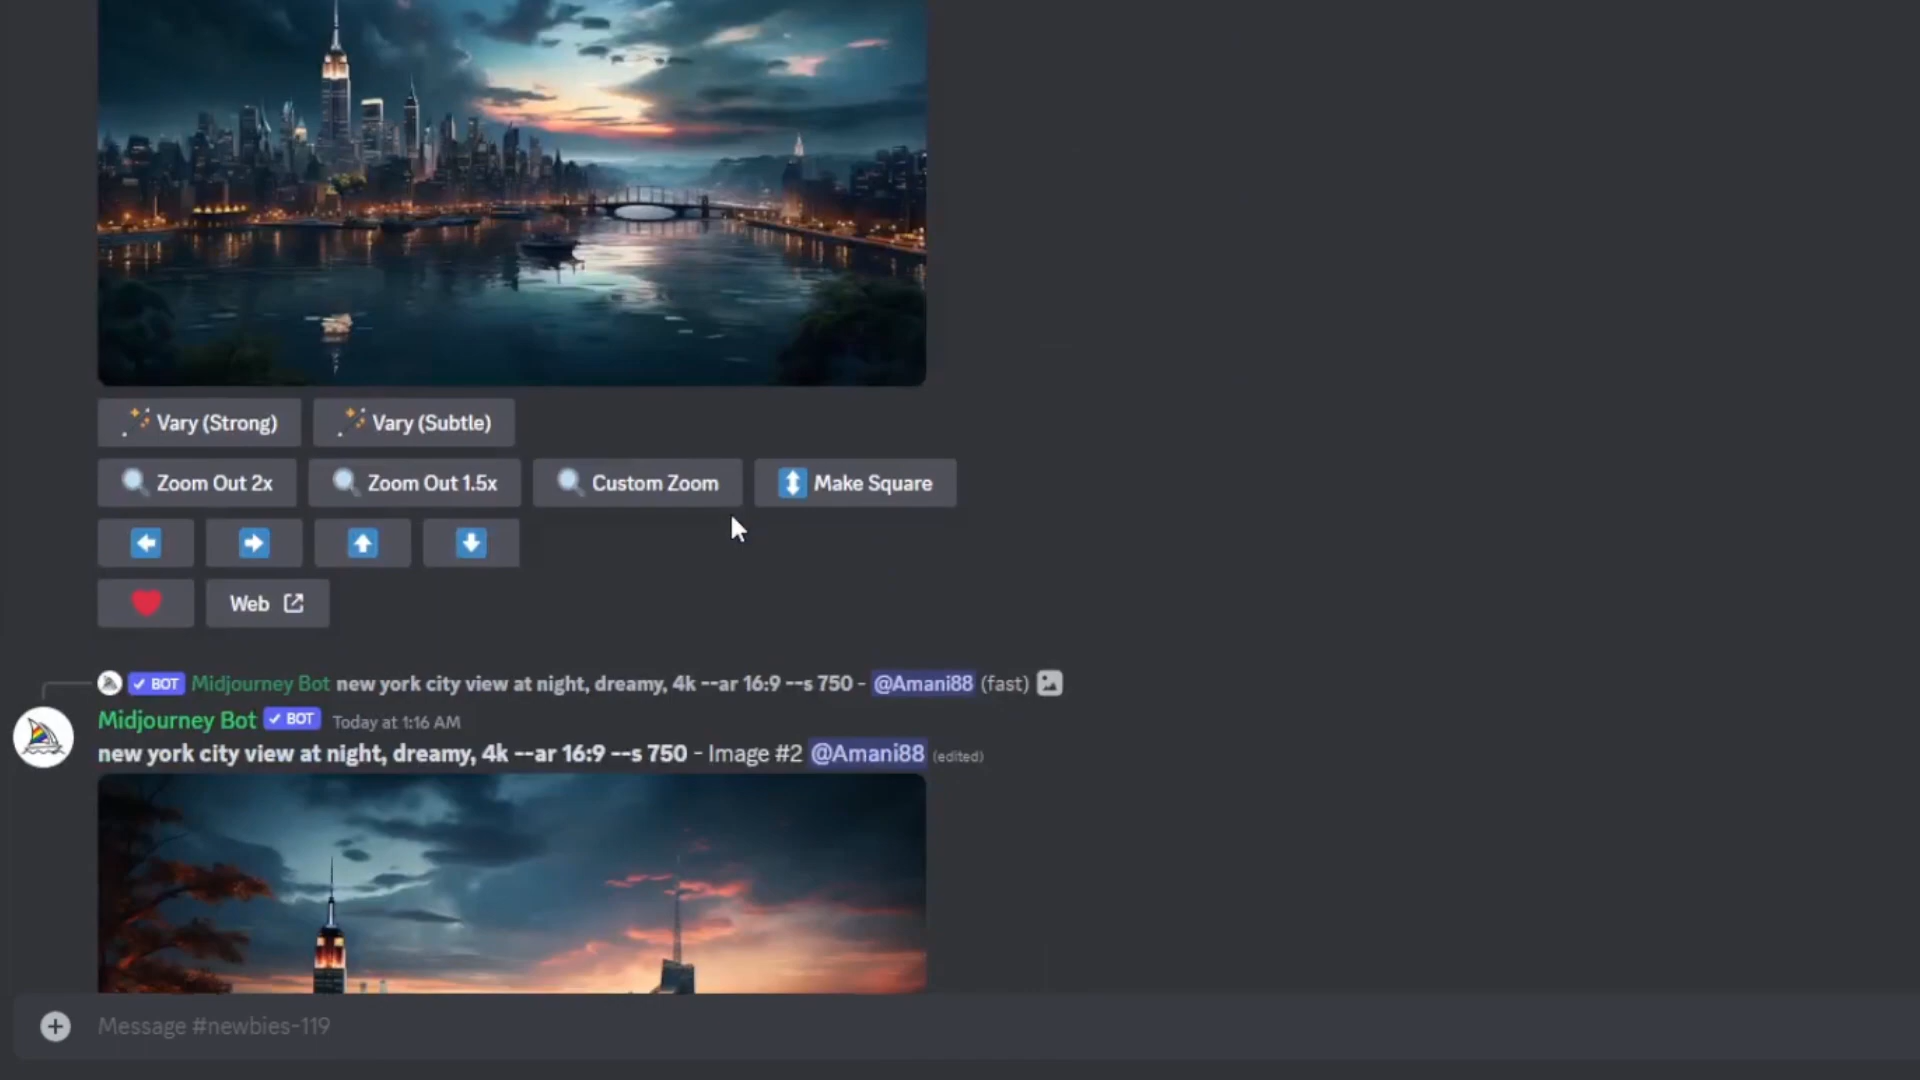 Vary (Strong) Vary (Subtle)
Zoom Out 2x Zoom Out 1.5x Custom Zoom Make Square
Web
BOT Midjourney Bot new york city view at night, dreamy, 4k --ar 16:9 --s 750 - @Amani88 (fast)
Midjourney Bot BOT Today at 1:16 AM
new york city view at night, dreamy, 4k --ar 16:9 --s 750 - Image #2 @Amani88 (edited)
Message #newbies-119